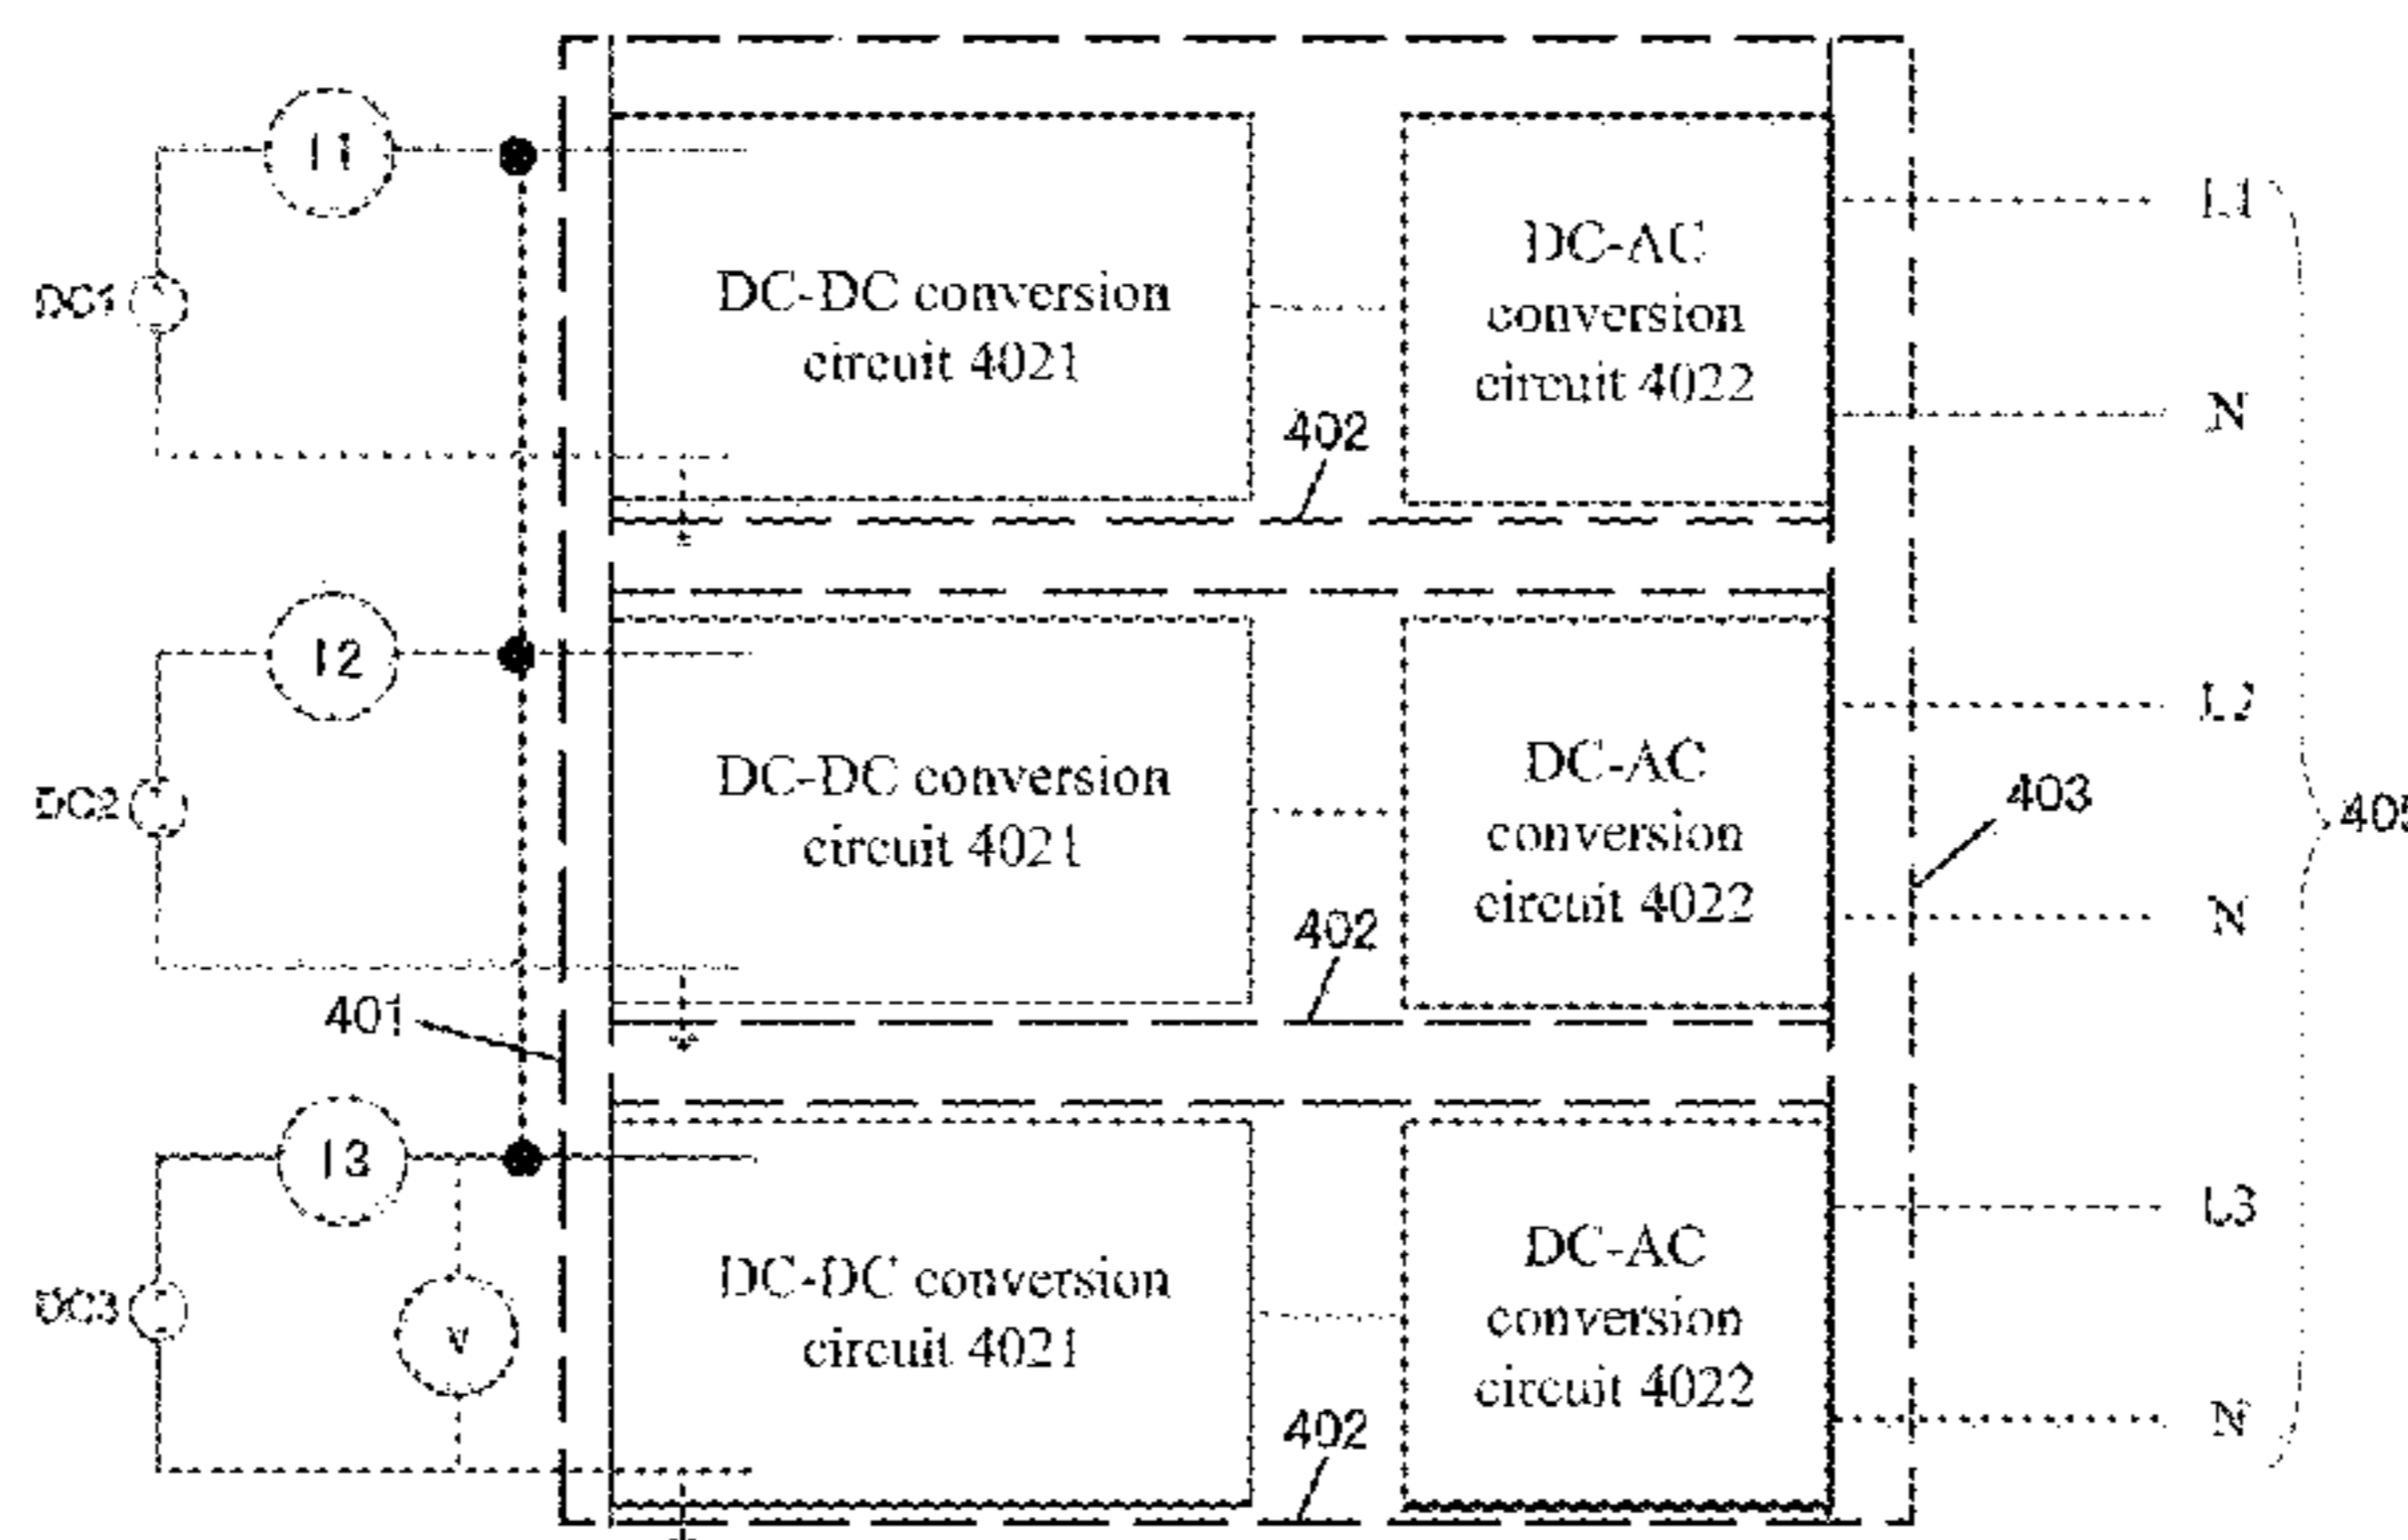 I1
DC-DC conversion
circuit 4021
DC-AC
conversion
circuit 4022
L1
DC1
N
402
I2
DC-DC conversion
circuit 4021
DC-AC
conversion
circuit 4022
L2
DC2
403
405
N
402
401
I3
DC-DC conversion
circuit 4021
DC-AC
conversion
circuit 4022
L3
DC3
V
N
402